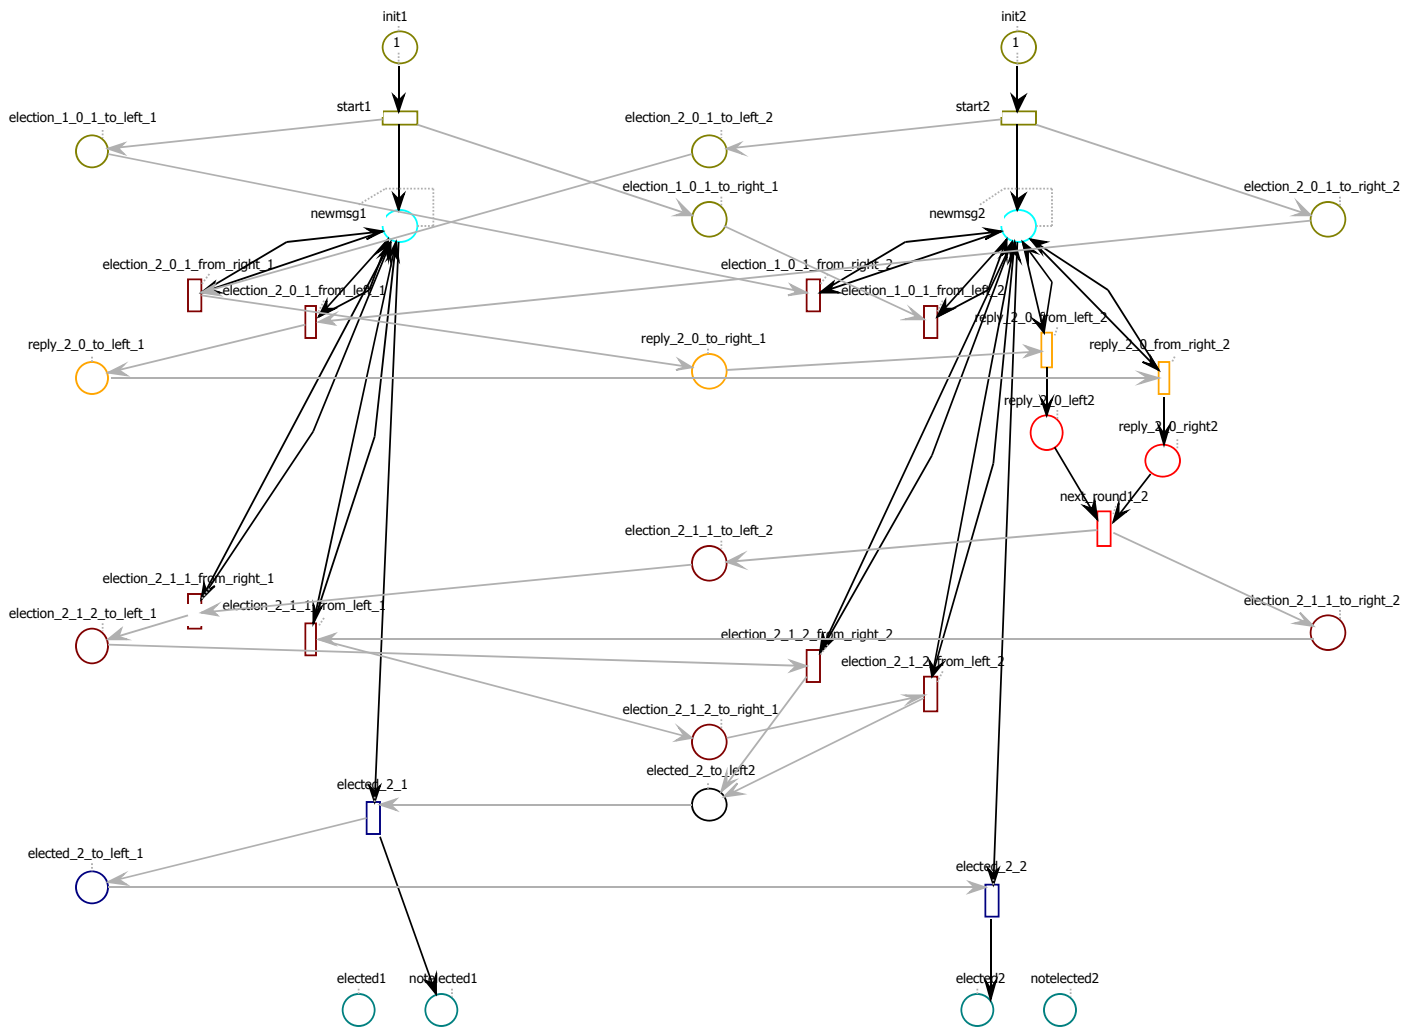 init1
init2
1
1
start1
start2
election_1_0_1_to_left_1
election_2_0_1_to_left_2
election_1_0_1_to_right_1
election_2_0_1_to_right_2
newmsg1
newmsg2
election_2_0_1_from_right_1
election_1_0_1_from_right_2
election_2_0_1_from_left_1
election_1_0_1_from_left_2
reply_2_0_from_left_2
reply_2_0_to_left_1
reply_2_0_to_right_1
reply_2_0_from_right_2
reply_2_0_left2
reply_2_0_right2
next_round1_2
election_2_1_1_to_left_2
election_2_1_1_from_right_1
election_2_1_2_to_left_1
election_2_1_1_from_left_1
election_2_1_1_to_right_2
election_2_1_2_from_right_2
election_2_1_2_from_left_2
election_2_1_2_to_right_1
elected_2_to_left2
elected_2_1
elected_2_to_left_1
elected_2_2
elected1
notelected1
elected2
notelected2